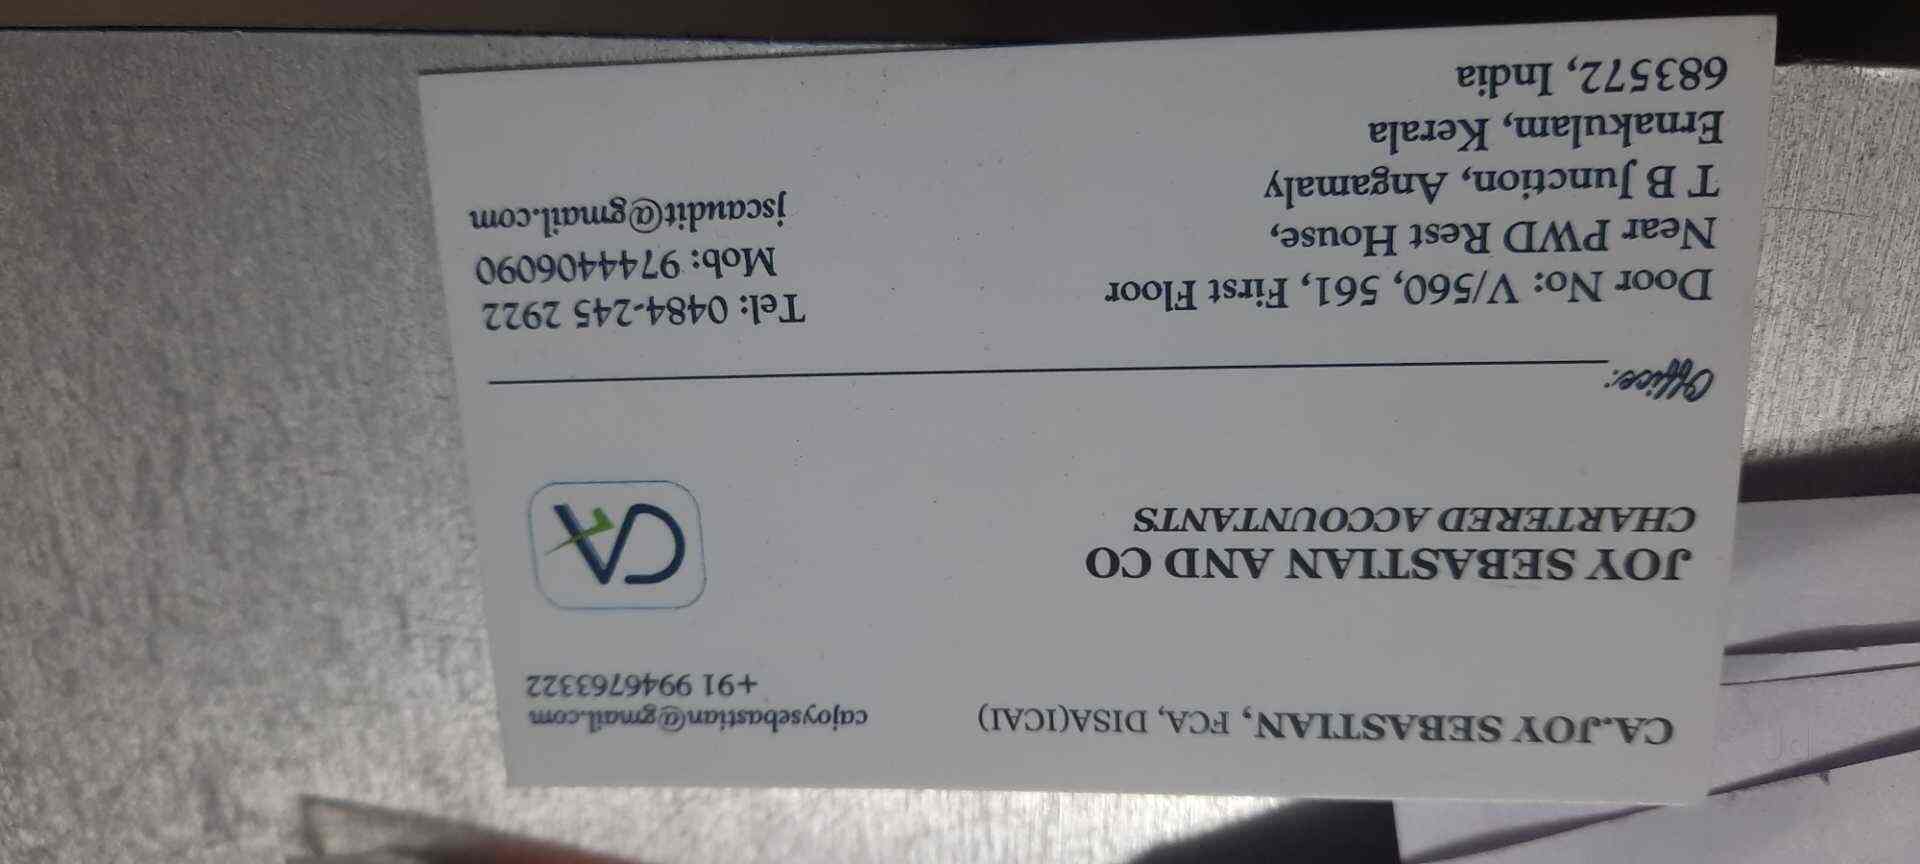 CA.JOY SEBASTIAN, FCA, DISA(ICAI)
cajoysebastian@gmail.com
+91 9946763322
JOY SEBASTIAN AND CO
CHARTERED ACCOUNTANTS
CA
Office:
Door No: V/560, 561, First Floor
Near PWD Rest House,
T B Junction, Angamaly
Ernakulam, Kerala
683572, India
Tel: 0484-245 2922
Mob: 9744406090
jscaudit@gmail.com
Jd